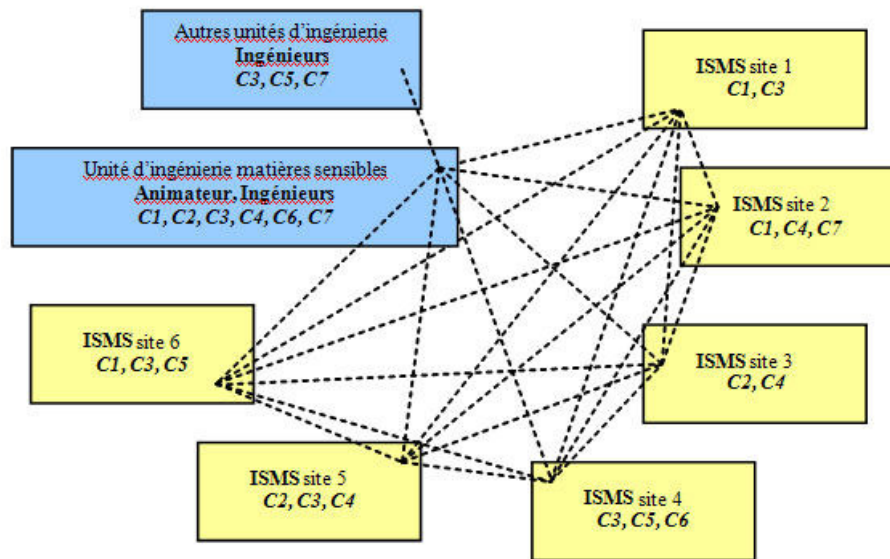 Autres unités d'ingénierie
Ingénieurs
C3, C5, C7
ISMS site 1
C1, C3
Unité d'ingénierie matières sensibles
Animateur, Ingénieurs
C1, C2, C3, C4, C6, C7
ISMS site 2
C1, C4, C7
ISMS site 6
C1, C3, C5
ISMS site 3
C2, C4
ISMS site 5
C2, C3, C4
ISMS site 4
C3, C5, C6